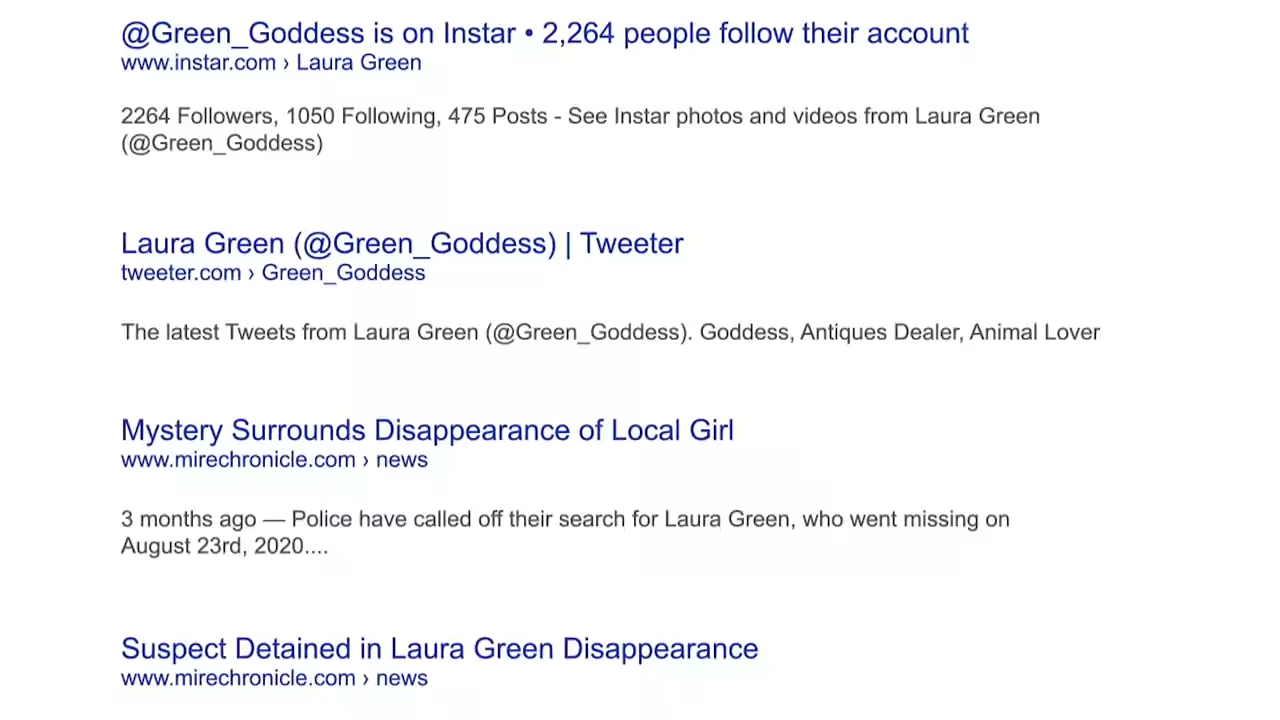 @Green_Goddess is on Instar • 2,264 people follow their account
www.instar.com › Laura Green
2264 Followers, 1050 Following, 475 Posts - See Instar photos and videos from Laura Green
(@Green_Goddess)
Laura Green (@Green_Goddess) | Tweeter
tweeter.com › Green_Goddess
The latest Tweets from Laura Green (@Green_Goddess). Goddess, Antiques Dealer, Animal Lover
Mystery Surrounds Disappearance of Local Girl
www.mirechronicle.com › news
3 months ago — Police have called off their search for Laura Green, who went missing on
August 23rd, 2020....
Suspect Detained in Laura Green Disappearance
www.mirechronicle.com › news